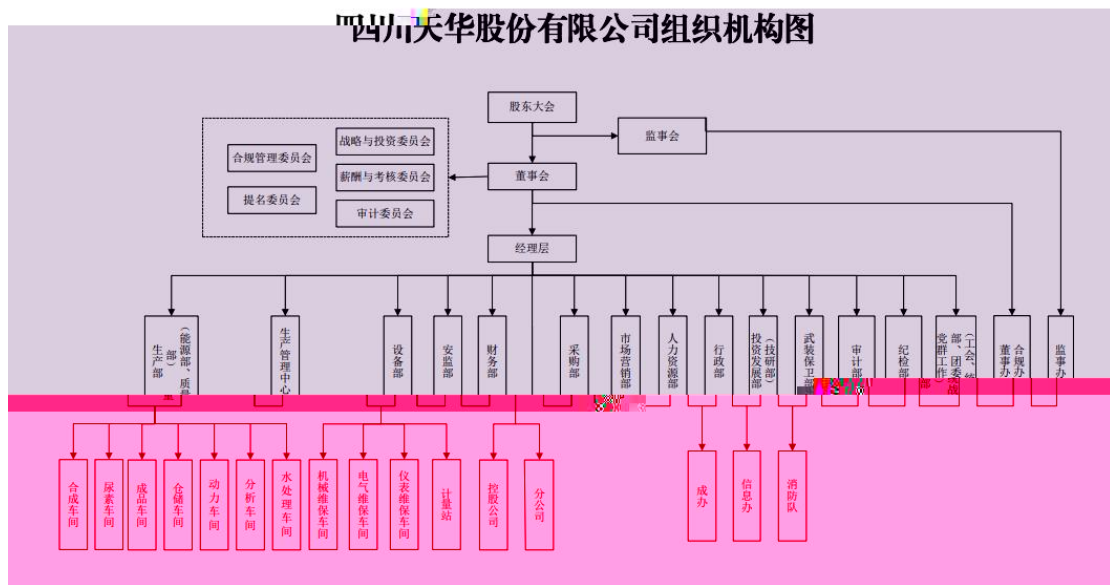 四川天华股份有限公司组织机构图
股东大会
监事会
战略与投资委员会
合规管理委员会
薪酬与考核委员会
董事会
提名委员会
审计委员会
经理层
生产部
(能源部、质量部)
生产管理中心
设备部
安监部
财务部
采购部
市场营销部
人力资源部
行政部
投资发展部
(技研部)
武装保卫部
审计部
纪检部
党群工作部
(工会、统战部、团委)
董事办
合规办
监事办
合成车间
尿素车间
成品车间
仓储车间
动力车间
分析车间
水处理车间
机械维保车间
电气维保车间
仪表维保车间
计量站
控股公司
分公司
成办
信息办
消防队